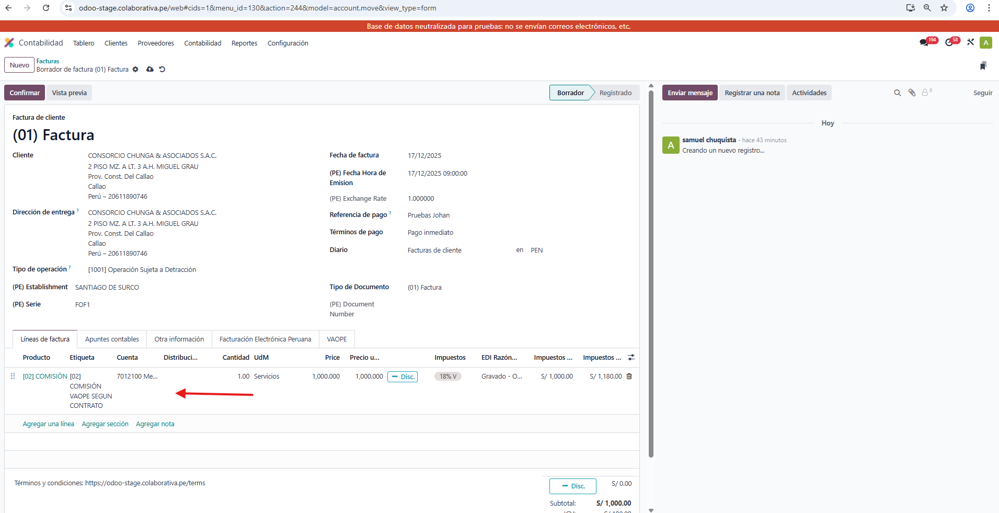 odoo-stage.colaborativa.pe/web#cids=1&menu_id=130&action=244&model=account.move&view_type=form
Base de datos neutralizada para pruebas: no se envían correos electrónicos, etc.
Contabilidad Tablero Clientes Proveedores Contabilidad Reportes Configuración 194 58 A
Nuevo
Facturas
Borrador de factura (01) Factura
Confirmar Vista previa Borrador Registrado
Enviar mensaje Registrar una nota Actividades 0 Seguir
Hoy
A
samuel chuquista - hace 43 minutos
Creando un nuevo registro...
Factura de cliente
(01) Factura
Cliente
CONSORCIO CHUNGA & ASOCIADOS S.A.C.
2 PISO MZ. A LT. 3 A.H. MIGUEL GRAU
Prov. Const. Del Callao
Callao
Perú – 20611890746
Dirección de entrega ?
CONSORCIO CHUNGA & ASOCIADOS S.A.C.
2 PISO MZ. A LT. 3 A.H. MIGUEL GRAU
Prov. Const. Del Callao
Callao
Perú – 20611890746
Tipo de operación ? [1001] Operación Sujeta a Detracción
(PE) Establishment SANTIAGO DE SURCO
(PE) Serie FOF1
Fecha de factura 17/12/2025
(PE) Fecha Hora de Emision 17/12/2025 09:00:00
(PE) Exchange Rate 1.000000
Referencia de pago ? Pruebas Johan
Términos de pago Pago inmediato
Diario Facturas de cliente en PEN
Tipo de Documento (01) Factura
(PE) Document
Number
Líneas de factura Apuntes contables Otra información Facturación Electrónica Peruana VAOPE
Producto Etiqueta Cuenta Distribuci... Cantidad UdM Price Precio u... Impuestos EDI Razón... Impuestos ... Impuestos ...
[02] COMISIÓN [02] 7012100 Me... 1.00 Servicios 1,000.000 1,000.000 Disc. 18% V Gravado - O... S/ 1,000.00 S/ 1,180.00
COMISIÓN
VAOPE SEGUN
CONTRATO
Agregar una línea Agregar sección Agregar nota
Términos y condiciones: https://odoo-stage.colaborativa.pe/terms
Disc. S/ 0.00
Subtotal: S/ 1,000.00